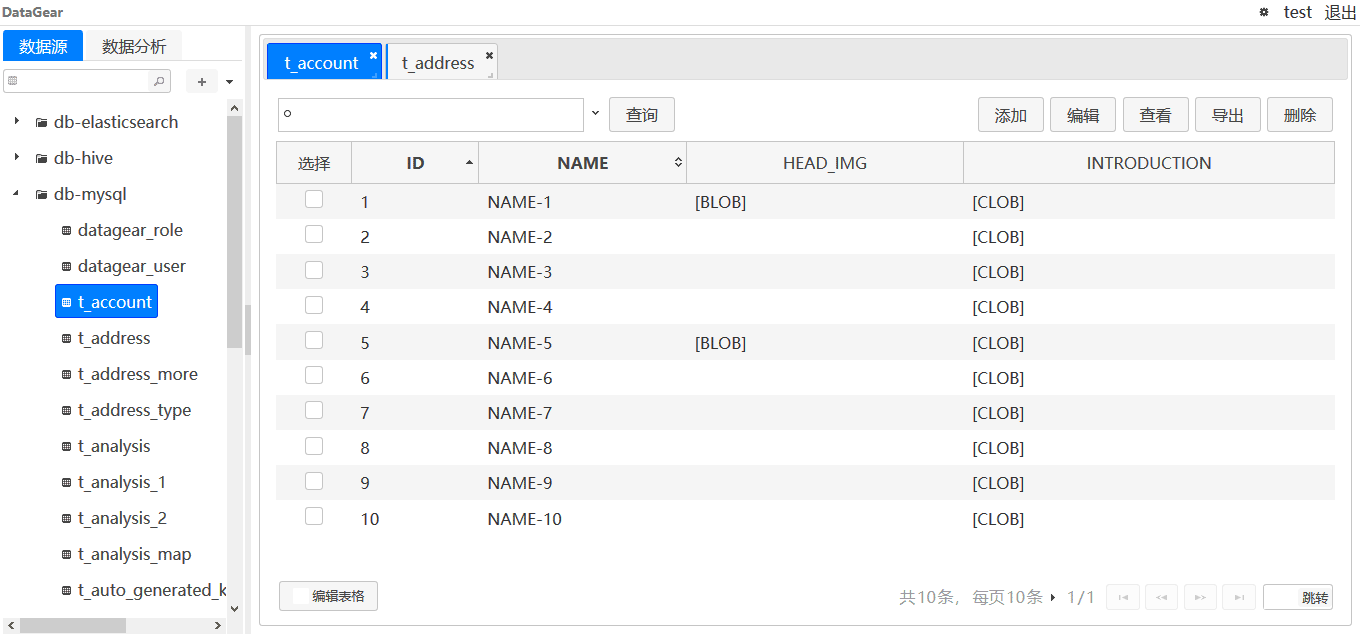 DataGear
test 退出
数据源 数据分析
db-elasticsearch
db-hive
db-mysql
datagear_role
datagear_user
t_account
t_address
t_address_more
t_address_type
t_analysis
t_analysis_1
t_analysis_2
t_analysis_map
t_auto_generated_k
t_account t_address
查询 添加 编辑 查看 导出 删除
选择 ID NAME HEAD_IMG INTRODUCTION
1 NAME-1 [BLOB] [CLOB]
2 NAME-2 [CLOB]
3 NAME-3 [CLOB]
4 NAME-4 [CLOB]
5 NAME-5 [BLOB] [CLOB]
6 NAME-6 [CLOB]
7 NAME-7 [CLOB]
8 NAME-8 [CLOB]
9 NAME-9 [CLOB]
10 NAME-10 [CLOB]
编辑表格 共10条, 每页10条 1/1 跳转